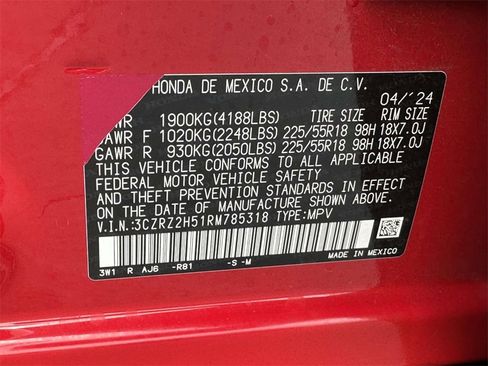 HONDA DE MEXICO S.A. DE C.V.
04/'24
WR 1900KG(4188LBS) TIRE SIZE RIM SIZE
AWR F 1020KG(2248LBS) 225/55R18 98H 18X7.0J
GAWR R 930KG(2050LBS) 225/55R18 98H 18X7.0J
THIS VEHICLE CONFORMS TO ALL APPLICABLE
FEDERAL MOTOR VEHICLE SAFETY AND
THEFT PREVENTION STANDARDS IN EFFECT ON
THE DATE OF MANUFACTURE SHOWN ABOVE.
V.I.N.:3CZRZ2H51RM785318 TYPE:MPV
3W1 R AJ6 -R81 -S -M
MADE IN MEXICO